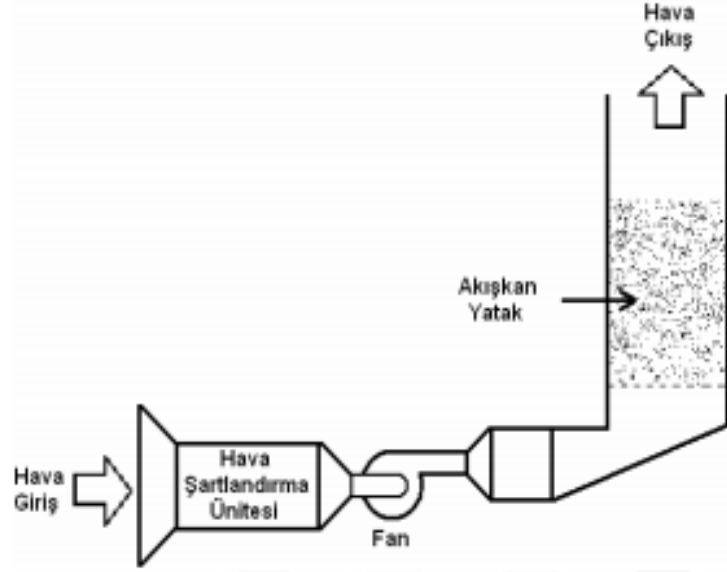 Hava
Çıkış
Akışkan
Yatak
Hava
Giriş
Hava
Şartlandırma
Ünitesi
Fan